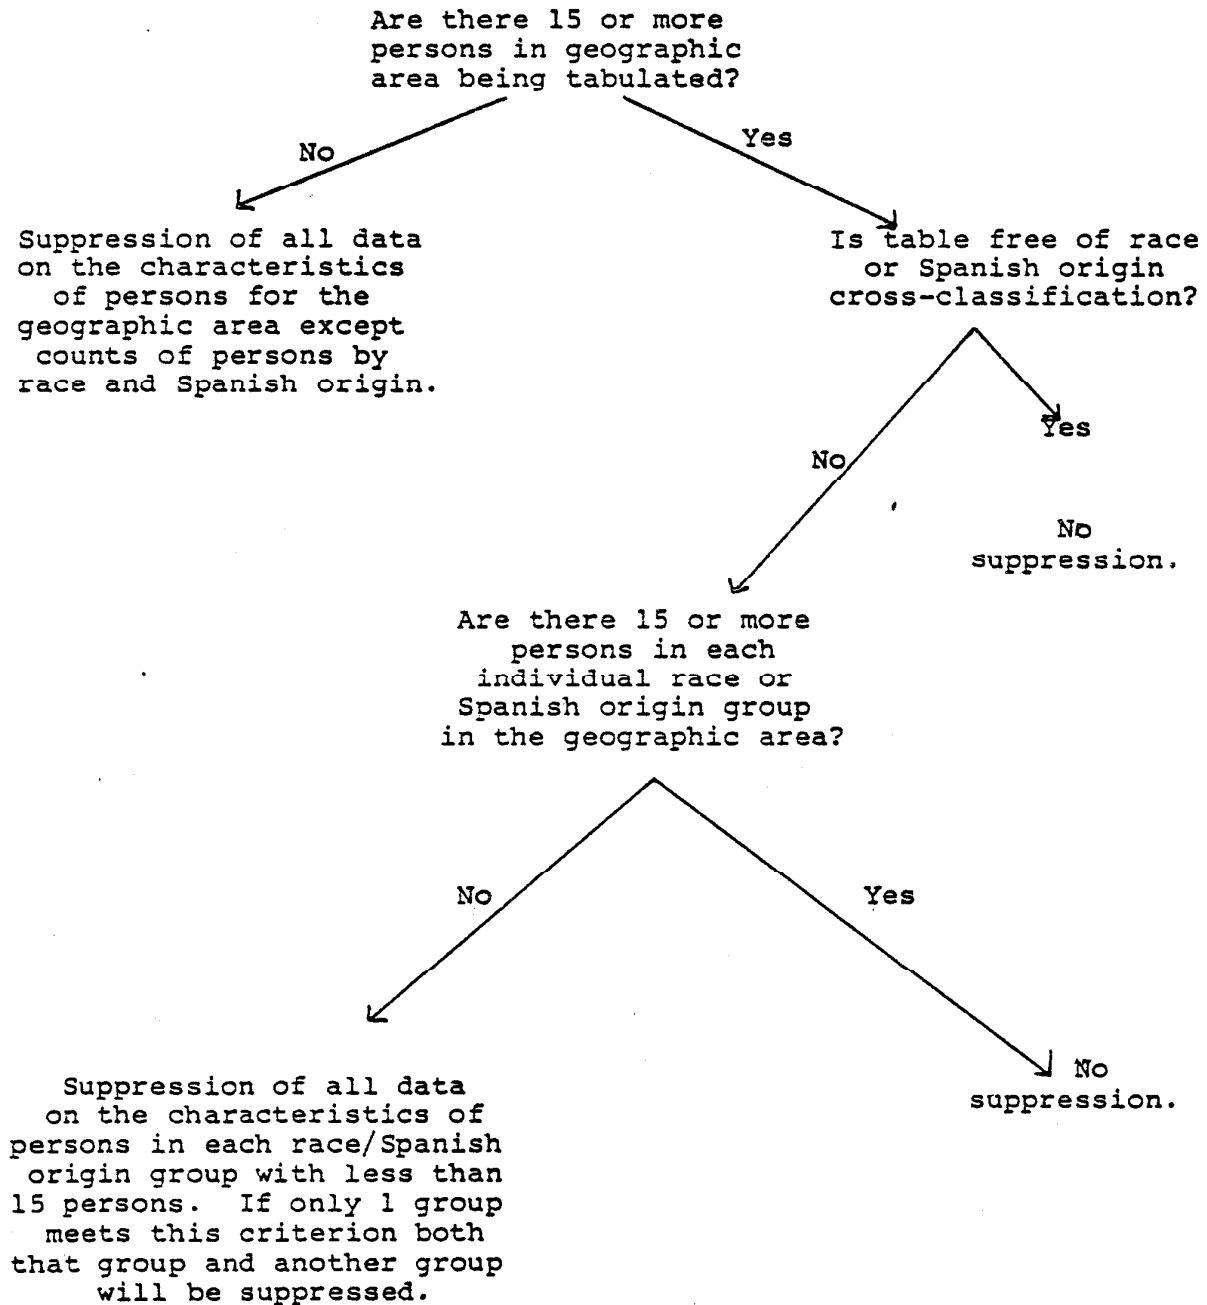 Are there 15 or more
persons in geographic
area being tabulated?
No
Yes
Suppression of all data
on the characteristics
of persons for the
geographic area except
counts of persons by
race and Spanish origin.
Is table free of race
or Spanish origin
cross-classification?
No
Yes
No
suppression.
Are there 15 or more
persons in each
individual race or
Spanish origin group
in the geographic area?
No
Yes
Suppression of all data
on the characteristics of
persons in each race/Spanish
origin group with less than
15 persons. If only 1 group
meets this criterion both
that group and another group
will be suppressed.
No
suppression.